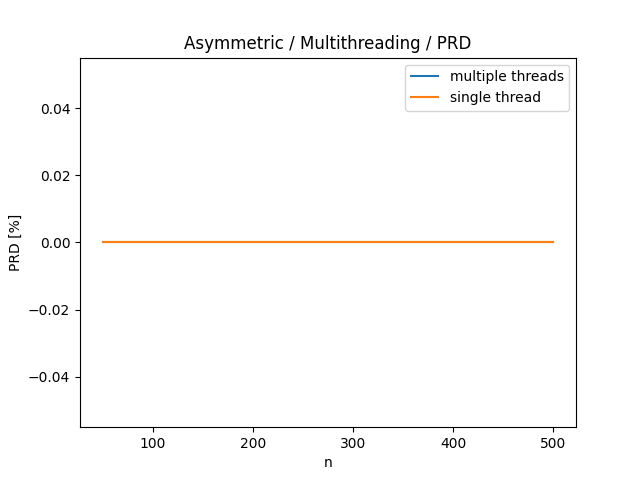 Asymmetric / Multithreading / PRD
multiple threads
single thread
0.04
0.02
0.00
−0.02
−0.04
PRD [%]
100 200 300 400 500
n